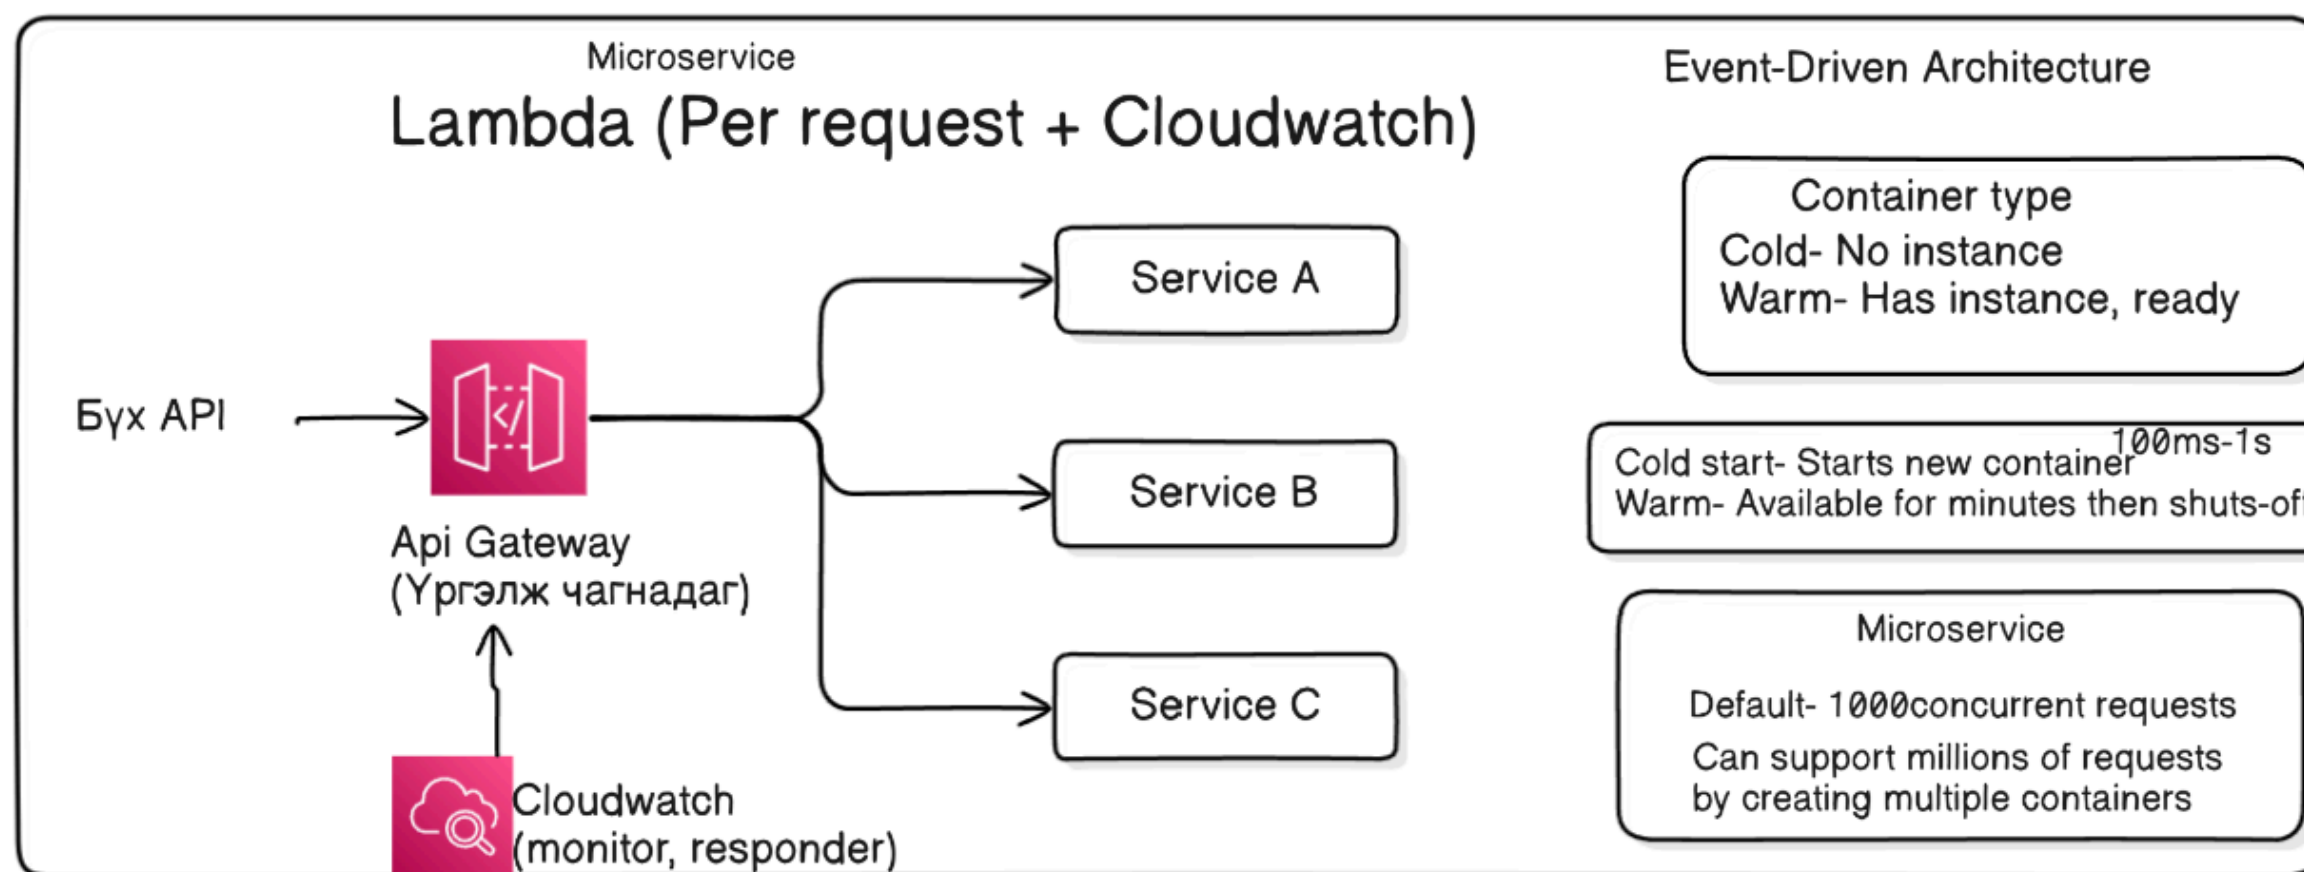 Microservice
Lambda (Per request + Cloudwatch)
Бүх API
Api Gateway
(Үргэлж чагнадаг)
Cloudwatch
(monitor, responder)
Service A
Service B
Service C
Event-Driven Architecture
Container type
Cold- No instance
Warm- Has instance, ready
100ms-1s
Cold start- Starts new container
Warm- Available for minutes then shuts-off
Microservice
Default- 1000concurrent requests
Can support millions of requests
by creating multiple containers